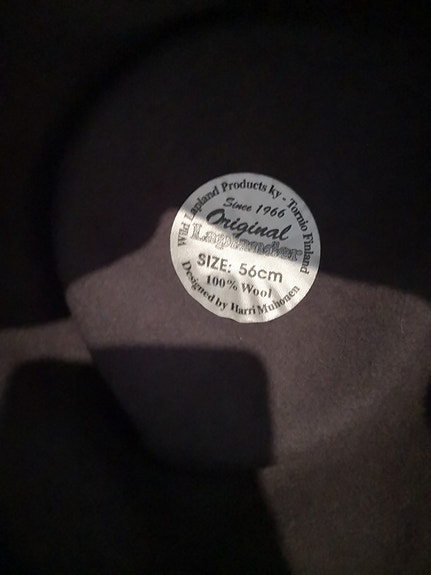 Wild Lapland Products ky - Tornio Finland
Since 1966
Original
Laplander
SIZE: 56cm
100% Wool
Designed by Harri Muhonen